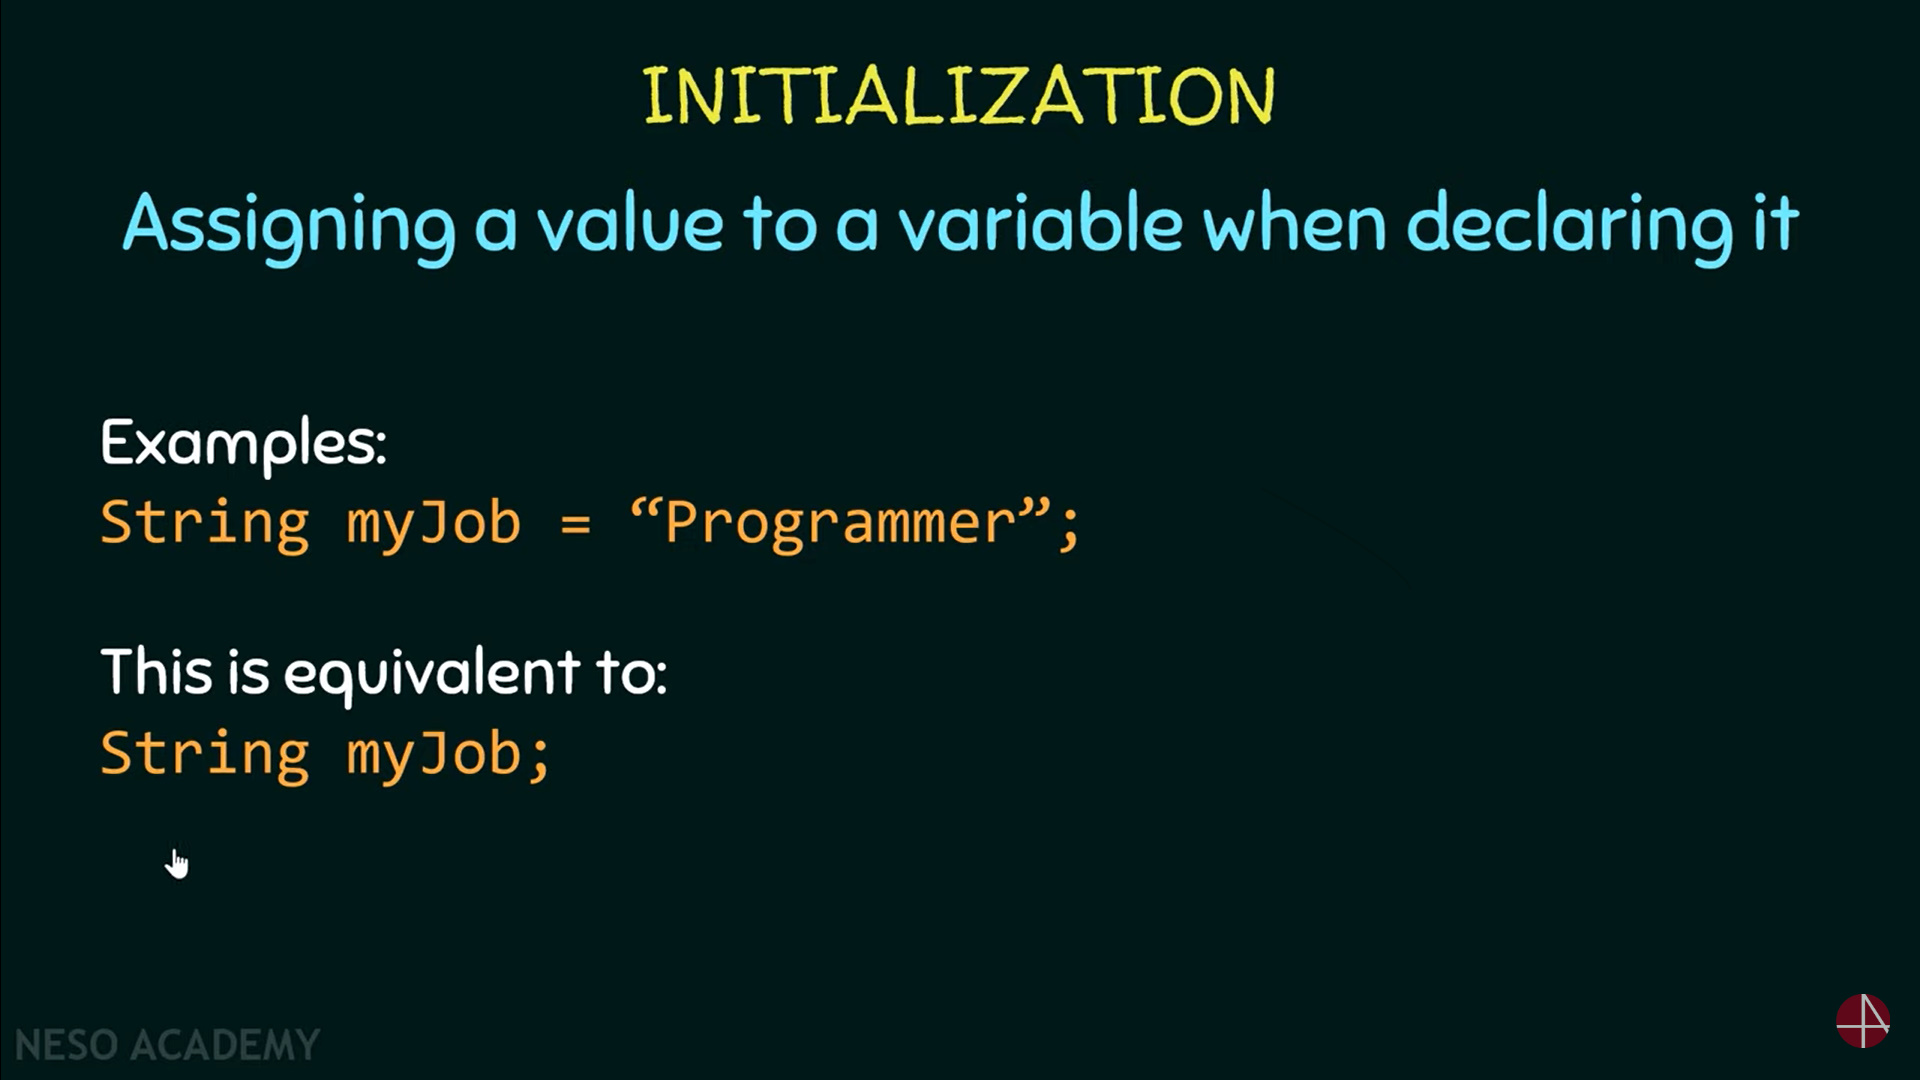 INITIALIZATION
Assigning a value to a variable when declaring it
Examples:
String myJob = “Programmer”;
This is equivalent to:
String myJob;
NESO ACADEMY